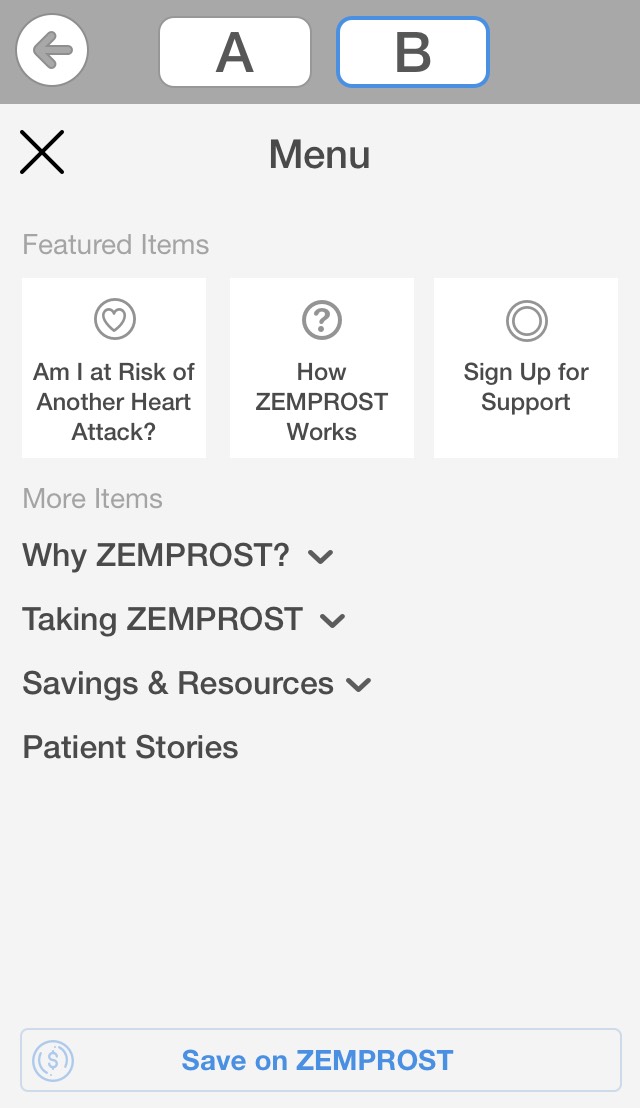 A
B
Menu
Featured Items
Am I at Risk of
Another Heart
Attack?
How
ZEMPROST
Works
Sign Up for
Support
More Items
Why ZEMPROST?
Taking ZEMPROST
Savings & Resources
Patient Stories
$
Save on ZEMPROST